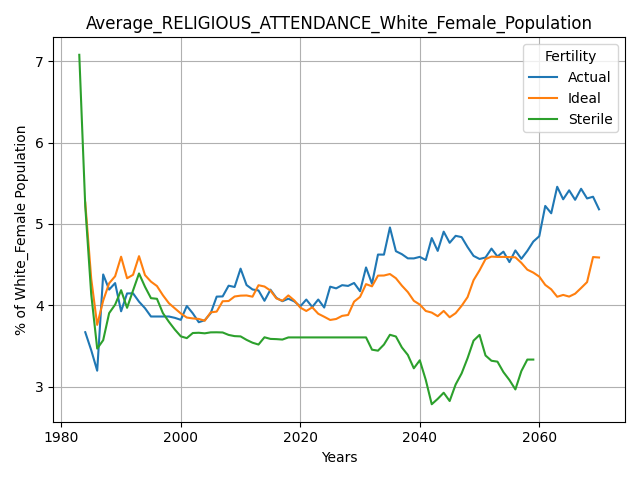 Average_RELIGIOUS_ATTENDANCE_White_Female_Population
Fertility
Actual
Ideal
Sterile
% of White_Female Population
7
6
5
4
3
1980
2000
2020
2040
2060
Years